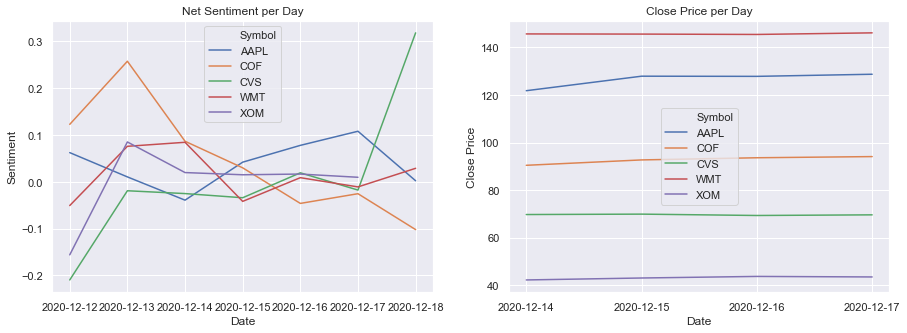 Net Sentiment per Day
Sentiment
0.3
0.2
0.1
0.0
−0.1
−0.2
Symbol
AAPL
COF
CVS
WMT
XOM
2020-12-12 2020-12-13 2020-12-14 2020-12-15 2020-12-16 2020-12-17 2020-12-18
Date
Close Price per Day
Close Price
140
120
100
80
60
40
Symbol
AAPL
COF
CVS
WMT
XOM
2020-12-14 2020-12-15 2020-12-16 2020-12-17
Date